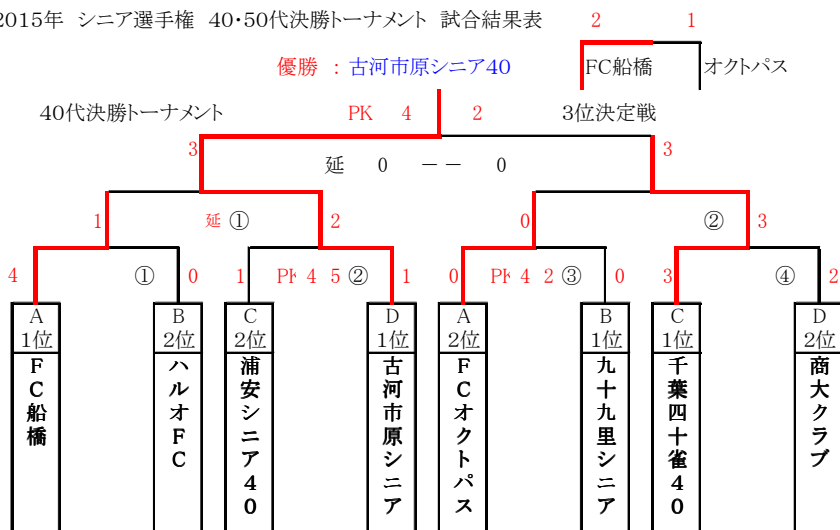 2015年 シニア選手権 40・50代決勝トーナメント 試合結果表 2 1
優勝 : 古河市原シニア40 FC船橋 オクトパス
40代決勝トーナメント PK 4 2 3位決定戦
3 3
延 0 －－ 0
1 延 ① 2 0 ② 3
4 ① 0 1 PK 4 5 ② 1 0 PK 4 2 ③ 0 3 ④ 2
A B C D A B C D
1位 2位 2位 1位 2位 1位 1位 2位
FC船橋
ハルオFC
浦安シニア40
古河市原シニア
FCオクトパス
九十九里シニア
千葉四十雀40
商大クラブ